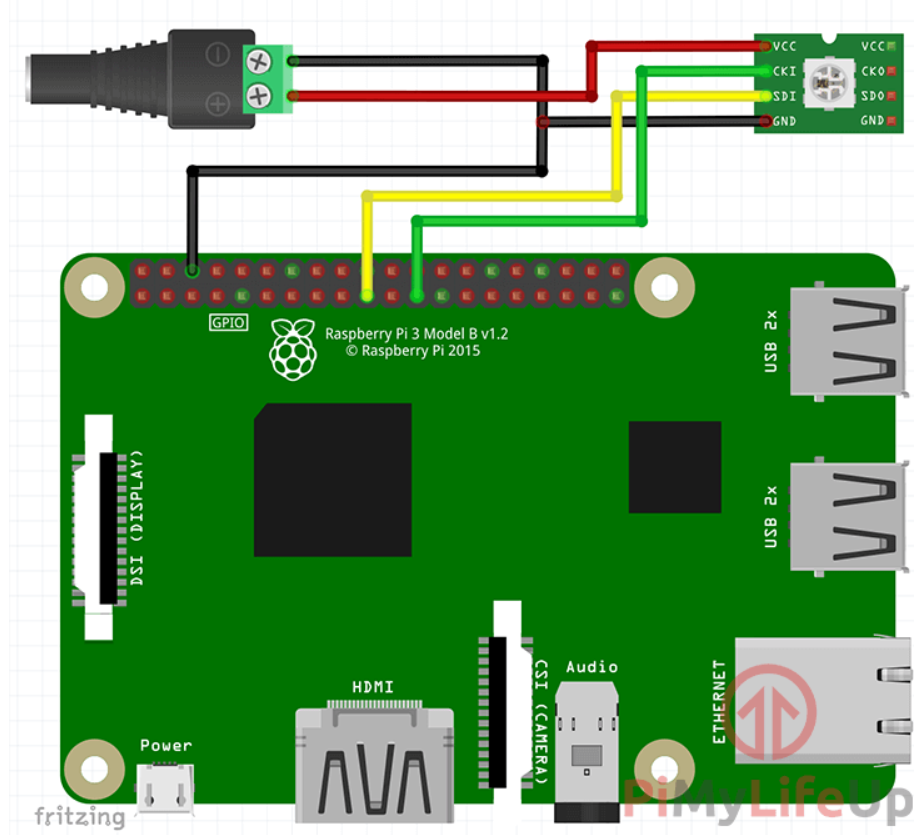 VCC VCC
CKI CKO
SDI SDO
GND GND
GPIO
Raspberry Pi 3 Model B v1.2
© Raspberry Pi 2015
USB 2x
USB 2x
DSI (DISPLAY)
CSI (CAMERA)
Audio
ETHERNET
HDMI
Power
fritzing
PiMyLifeUp